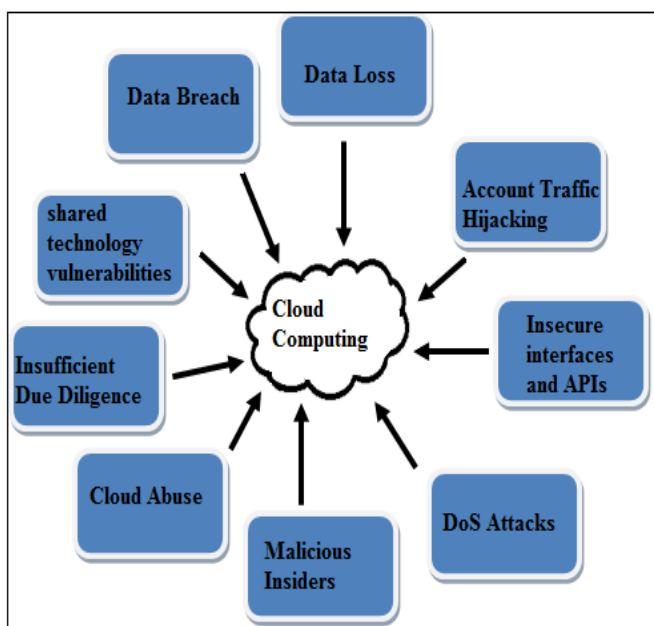 Data Loss
Data Breach
Account Traffic
Hijacking
shared
technology
vulnerabilities
Cloud
Computing
Insecure
interfaces
and APIs
Insufficient
Due Diligence
Cloud Abuse
DoS Attacks
Malicious
Insiders